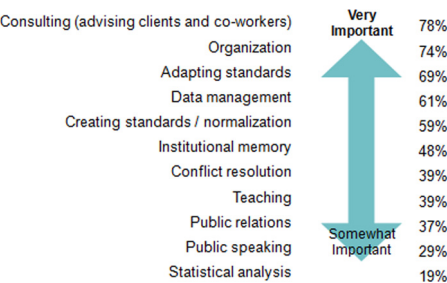 Very
Important
Consulting (advising clients and co-workers) 78%
Organization 74%
Adapting standards 69%
Data management 61%
Creating standards / normalization 59%
Institutional memory 48%
Conflict resolution 39%
Teaching 39%
Public relations 37%
Somewhat
Important
Public speaking 29%
Statistical analysis 19%